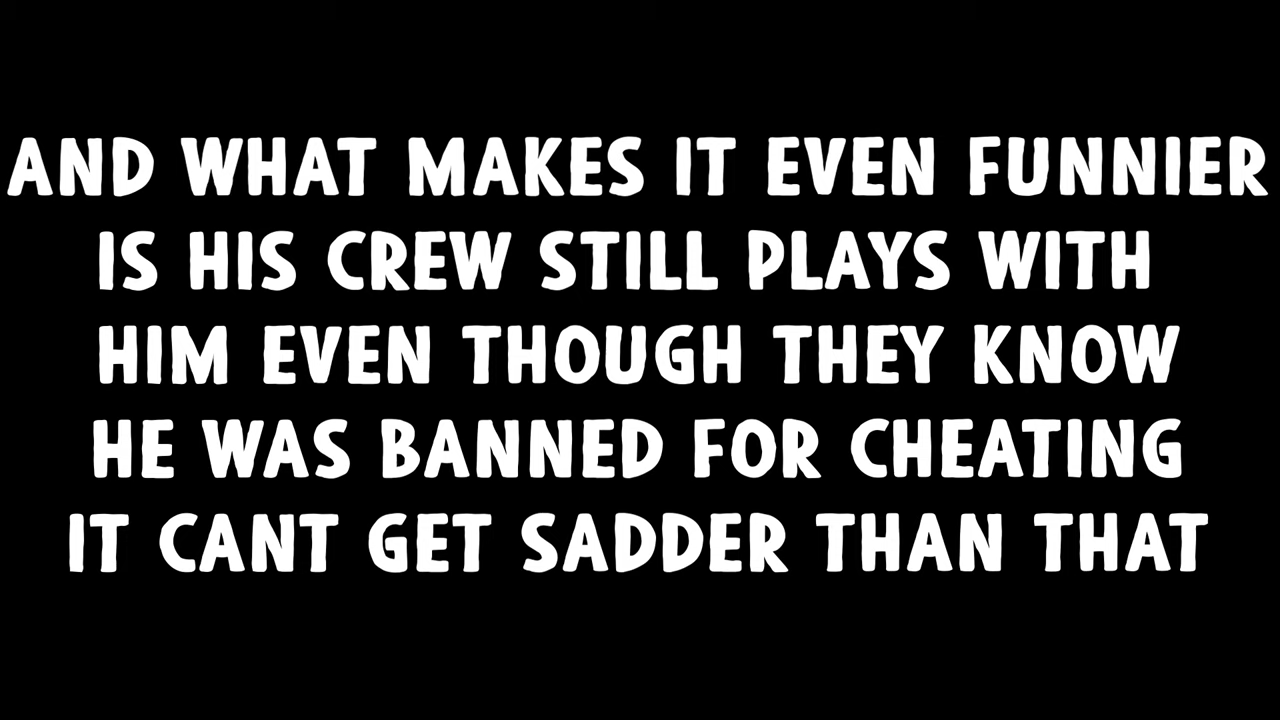 AND WHAT MAKES IT EVEN FUNNIER
IS HIS CREW STILL PLAYS WITH
HIM EVEN THOUGH THEY KNOW
HE WAS BANNED FOR CHEATING
IT CANT GET SADDER THAN THAT